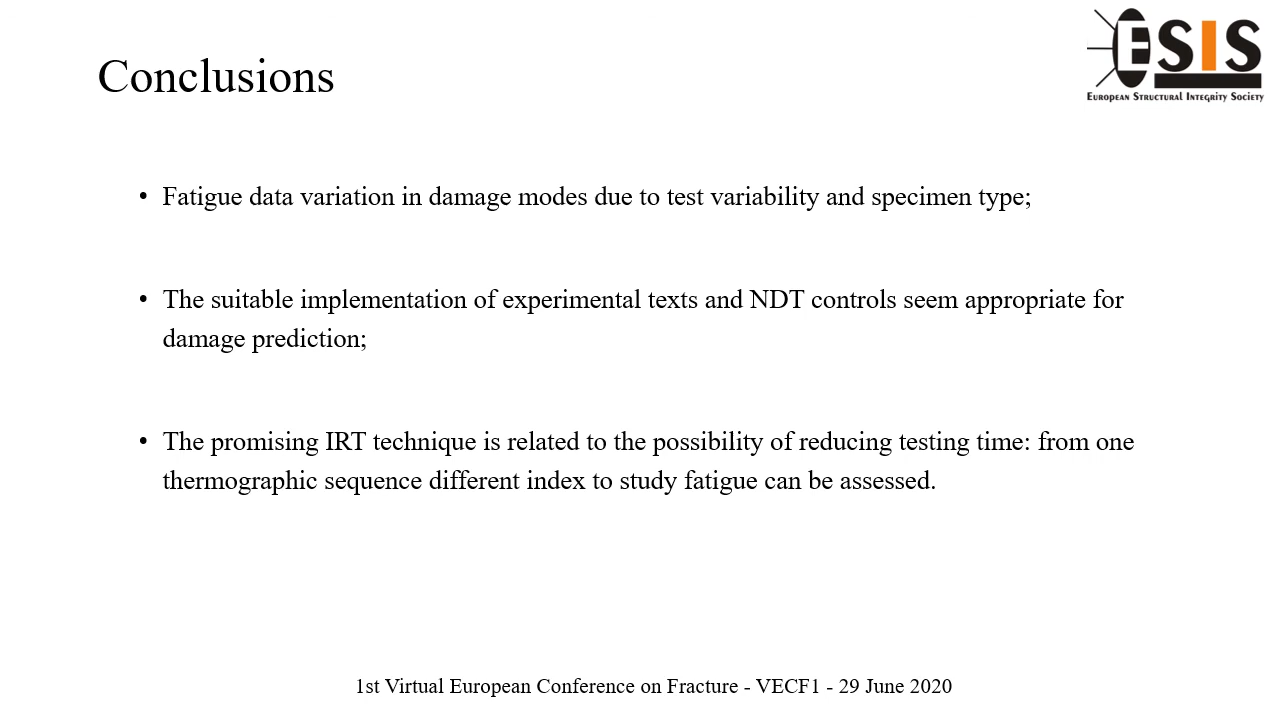 ESIS
European Structural Integrity Society
Conclusions
• Fatigue data variation in damage modes due to test variability and specimen type;
• The suitable implementation of experimental texts and NDT controls seem appropriate for
damage prediction;
• The promising IRT technique is related to the possibility of reducing testing time: from one
thermographic sequence different index to study fatigue can be assessed.
1st Virtual European Conference on Fracture - VECF1 - 29 June 2020